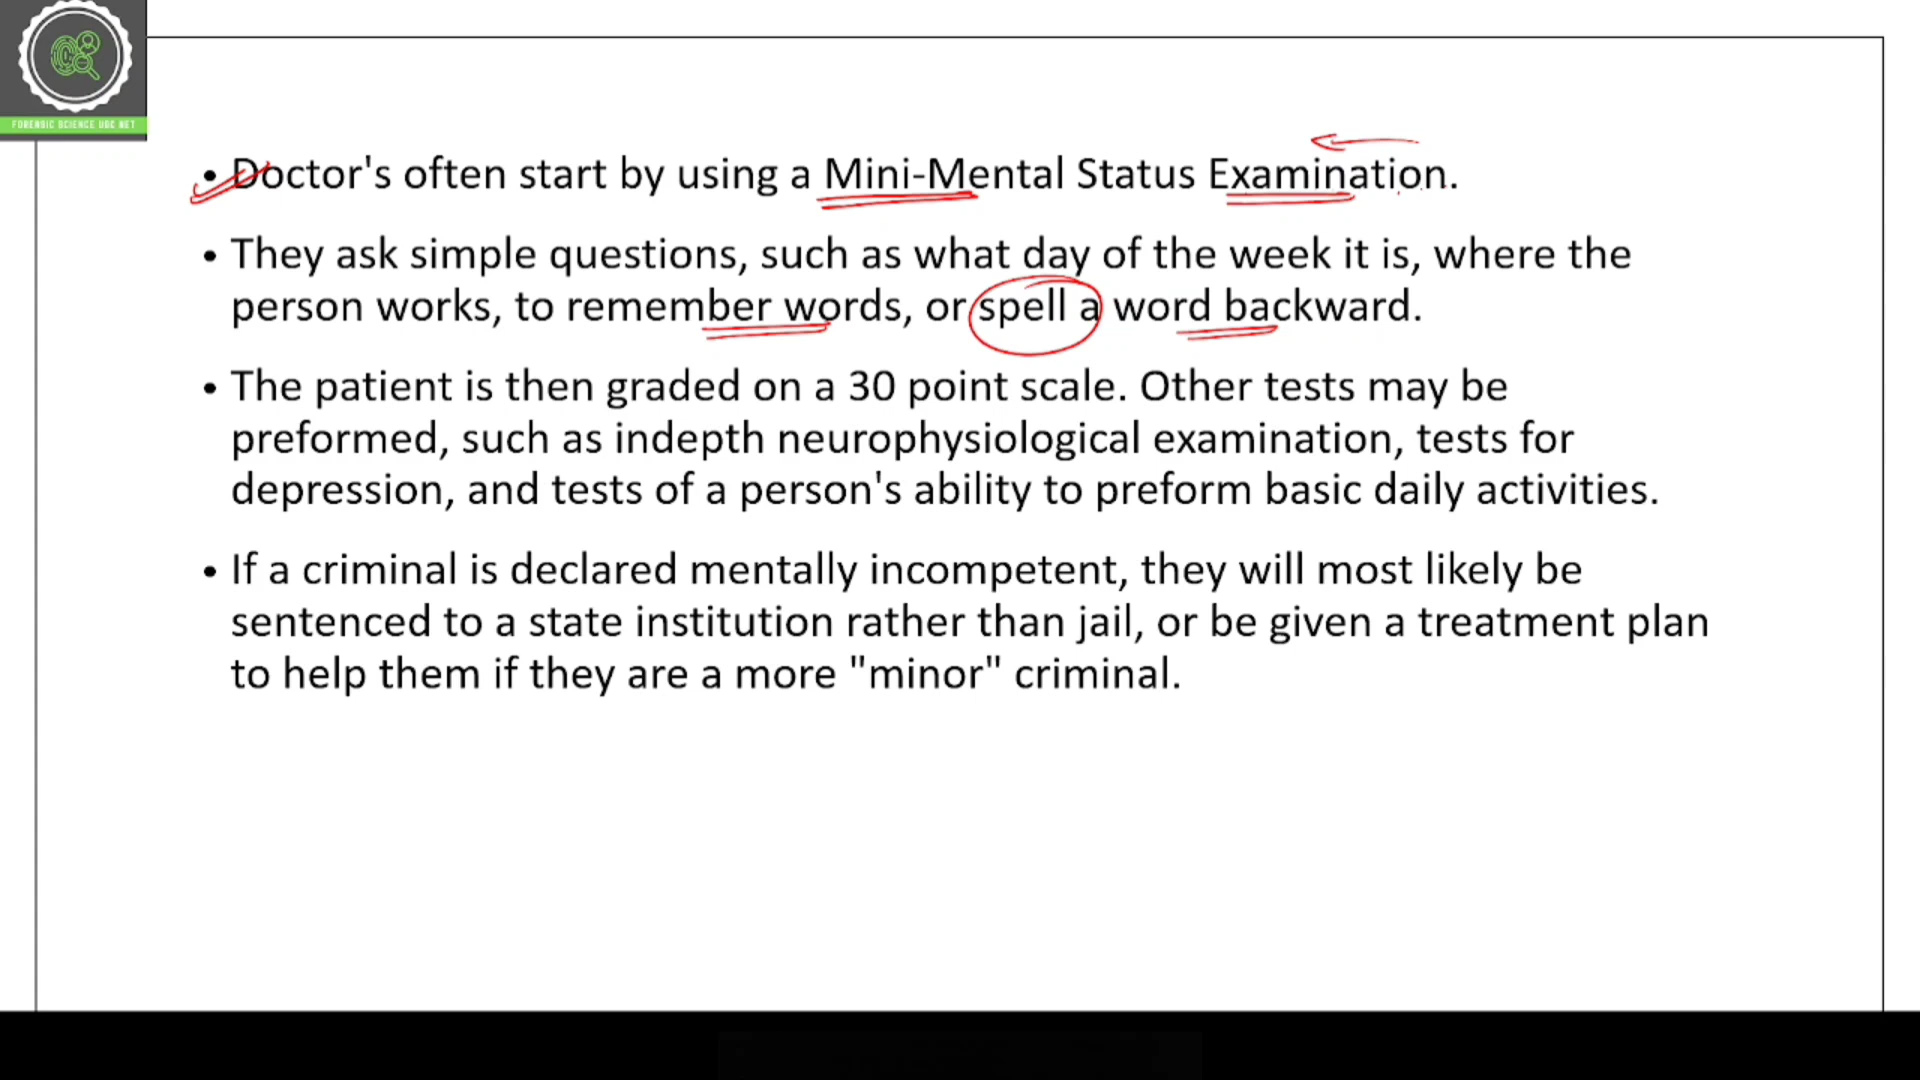 FORENSIC SCIENCE UGC NET
• Doctor's often start by using a Mini-Mental Status Examination.
• They ask simple questions, such as what day of the week it is, where the
person works, to remember words, or spell a word backward.
• The patient is then graded on a 30 point scale. Other tests may be
preformed, such as indepth neurophysiological examination, tests for
depression, and tests of a person's ability to preform basic daily activities.
• If a criminal is declared mentally incompetent, they will most likely be
sentenced to a state institution rather than jail, or be given a treatment plan
to help them if they are a more "minor" criminal.